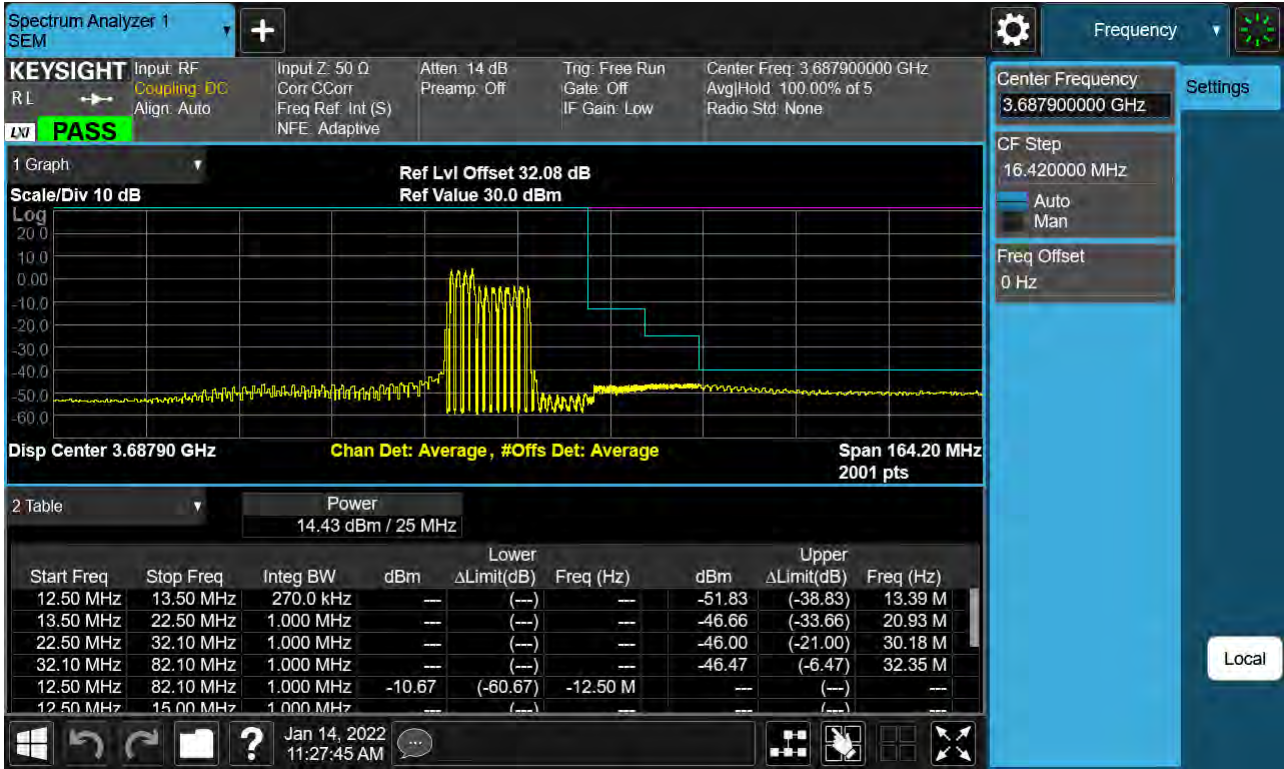 Spectrum Analyzer 1
SEM
+
Frequency
KEYSIGHT
R L
LXI PASS
Input: RF
Coupling: DC
Align: Auto
Input Z: 50 Ω
Corr CCorr
Freq Ref: Int (S)
NFE: Adaptive
Atten: 14 dB
Preamp: Off
Trig: Free Run
Gate: Off
IF Gain: Low
Center Freq: 3.687900000 GHz
Avg|Hold: 100.00% of 5
Radio Std: None
Center Frequency
3.687900000 GHz
Settings
CF Step
16.420000 MHz
Auto
Man
Freq Offset
0 Hz
1 Graph
Scale/Div 10 dB
Ref Lvl Offset 32.08 dB
Ref Value 30.0 dBm
Log
20.0
10.0
0.00
-10.0
-20.0
-30.0
-40.0
-50.0
-60.0
Disp Center 3.68790 GHz
Chan Det: Average, #Offs Det: Average
Span 164.20 MHz
2001 pts
2 Table
Power
14.43 dBm / 25 MHz
Lower Upper
Start Freq Stop Freq Integ BW dBm ΔLimit(dB) Freq (Hz) dBm ΔLimit(dB) Freq (Hz)
12.50 MHz 13.50 MHz 270.0 kHz --- (---) --- -51.83 (-38.83) 13.39 M
13.50 MHz 22.50 MHz 1.000 MHz --- (---) --- -46.66 (-33.66) 20.93 M
22.50 MHz 32.10 MHz 1.000 MHz --- (---) --- -46.00 (-21.00) 30.18 M
32.10 MHz 82.10 MHz 1.000 MHz --- (---) --- -46.47 (-6.47) 32.35 M
12.50 MHz 82.10 MHz 1.000 MHz -10.67 (-60.67) -12.50 M --- (---) ---
12.50 MHz 15.00 MHz 1.000 MHz --- (---) --- --- (---) ---
Local
?
Jan 14, 2022
11:27:45 AM